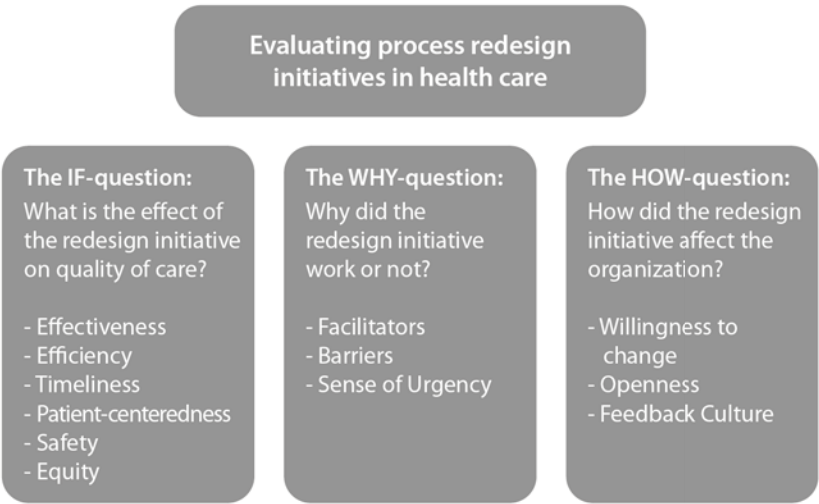 Evaluating process redesign
initiatives in health care
The IF-question:
What is the effect of
the redesign initiative
on quality of care?
- Effectiveness
- Efficiency
- Timeliness
- Patient-centeredness
- Safety
- Equity
The WHY-question:
Why did the
redesign initiative
work or not?
- Facilitators
- Barriers
- Sense of Urgency
The HOW-question:
How did the redesign
initiative affect the
organization?
- Willingness to
change
- Openness
- Feedback Culture